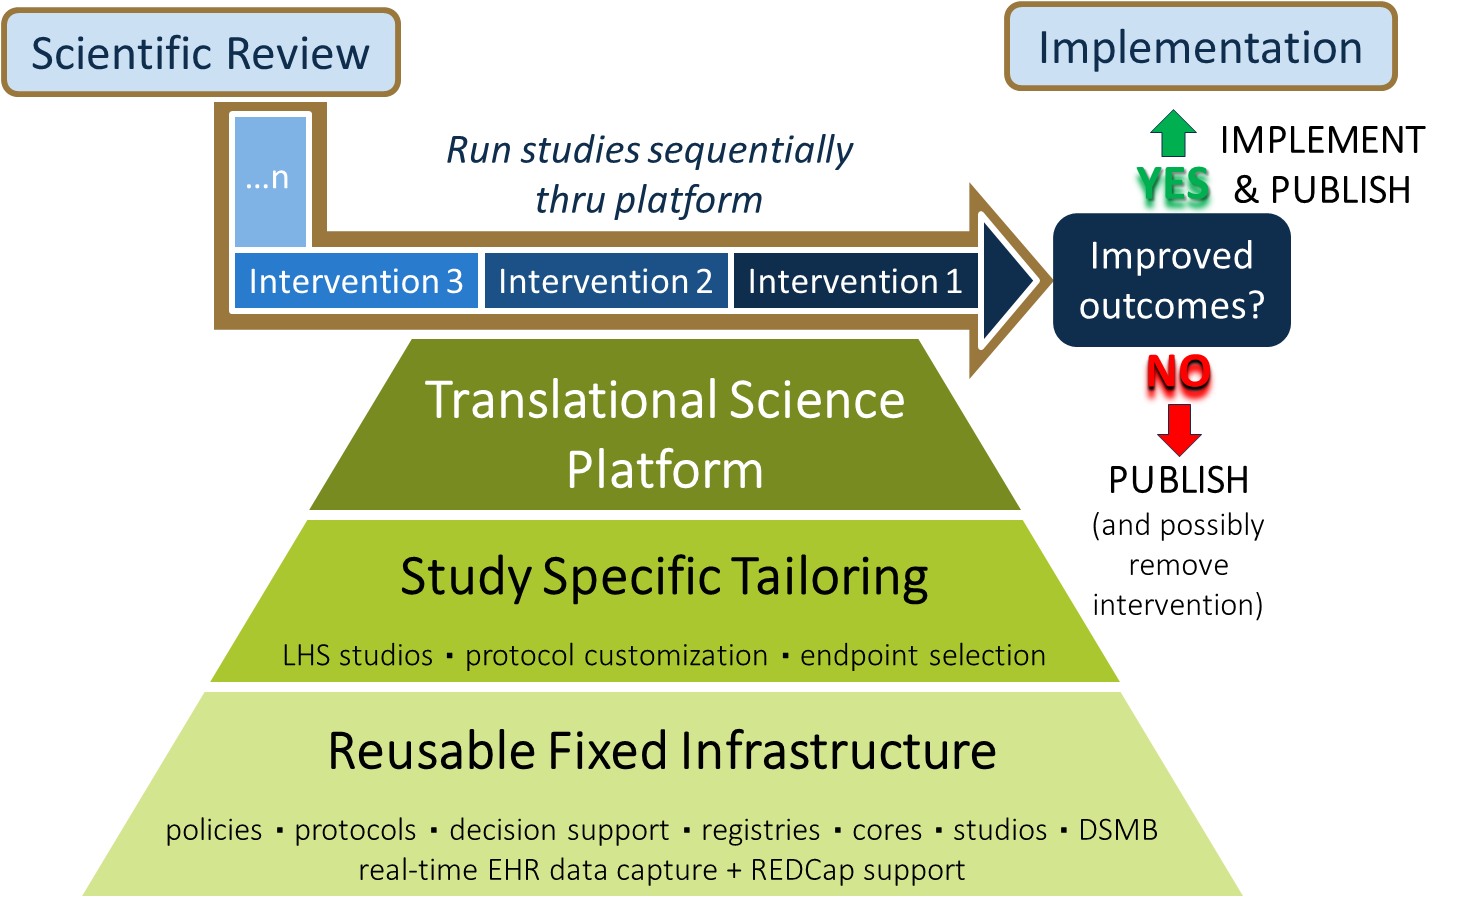 Scientific Review
Implementation
IMPLEMENT
& PUBLISH
YES
...n
Run studies sequentially
thru platform
Intervention 3
Intervention 2
Intervention 1
Improved
outcomes?
NO
PUBLISH
(and possibly
remove
intervention)
Translational Science
Platform
Study Specific Tailoring
LHS studios ▪ protocol customization ▪ endpoint selection
Reusable Fixed Infrastructure
policies ▪ protocols ▪ decision support ▪ registries ▪ cores ▪ studios ▪ DSMB
real-time EHR data capture + REDCap support